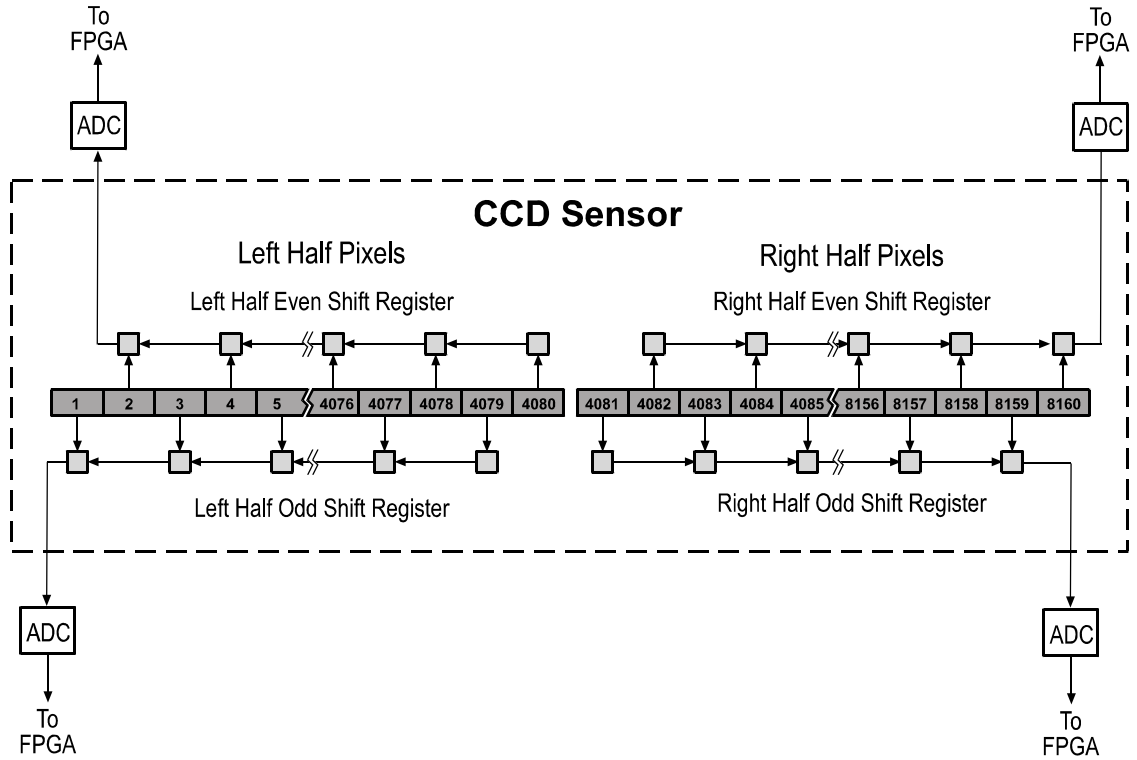 To
FPGA
To
FPGA
ADC
ADC
CCD Sensor
Left Half Pixels
Right Half Pixels
Left Half Even Shift Register
Right Half Even Shift Register
1 2 3 4 5 4076 4077 4078 4079 4080
4081 4082 4083 4084 4085 8156 8157 8158 8159 8160
Left Half Odd Shift Register
Right Half Odd Shift Register
ADC
ADC
To
FPGA
To
FPGA